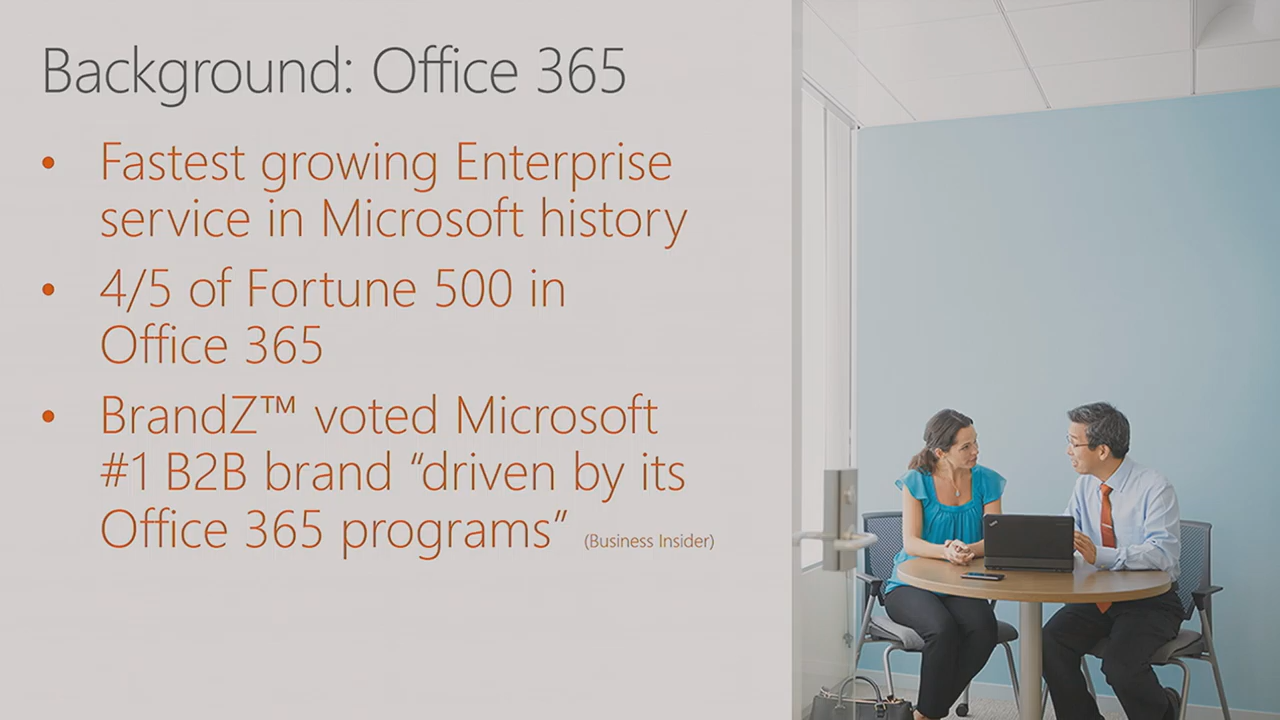 Background: Office 365
• Fastest growing Enterprise
service in Microsoft history
• 4/5 of Fortune 500 in
Office 365
• BrandZ™ voted Microsoft
#1 B2B brand “driven by its
Office 365 programs” (Business Insider)